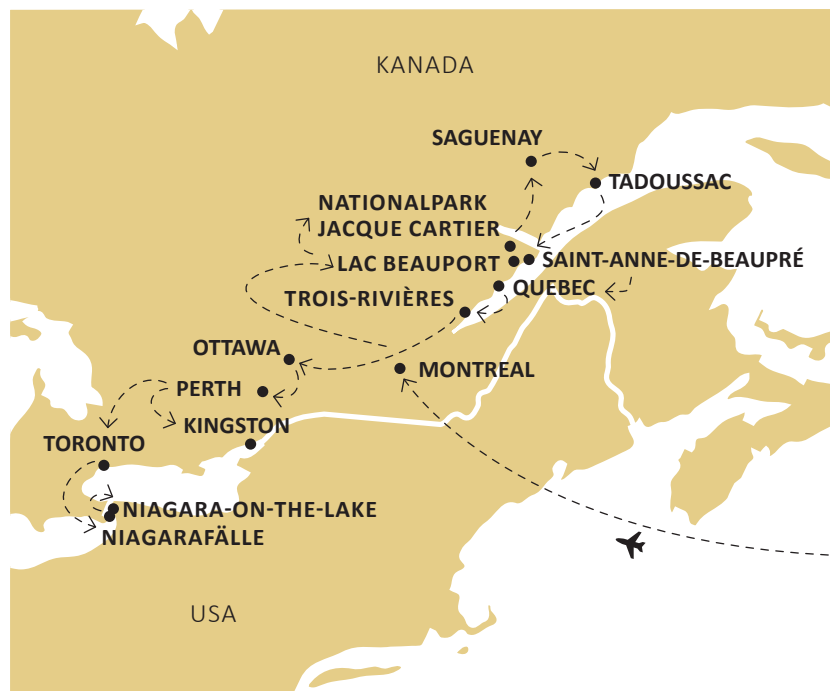 KANADA
SAGUENAY
TADOUSSAC
NATIONALPARK
JACQUE CARTIER
LAC BEAUPORT
SAINT-ANNE-DE-BEAUPRÉ
QUEBEC
TROIS-RIVIÈRES
OTTAWA
MONTREAL
PERTH
KINGSTON
TORONTO
NIAGARA-ON-THE-LAKE
NIAGARAFÄLLE
USA